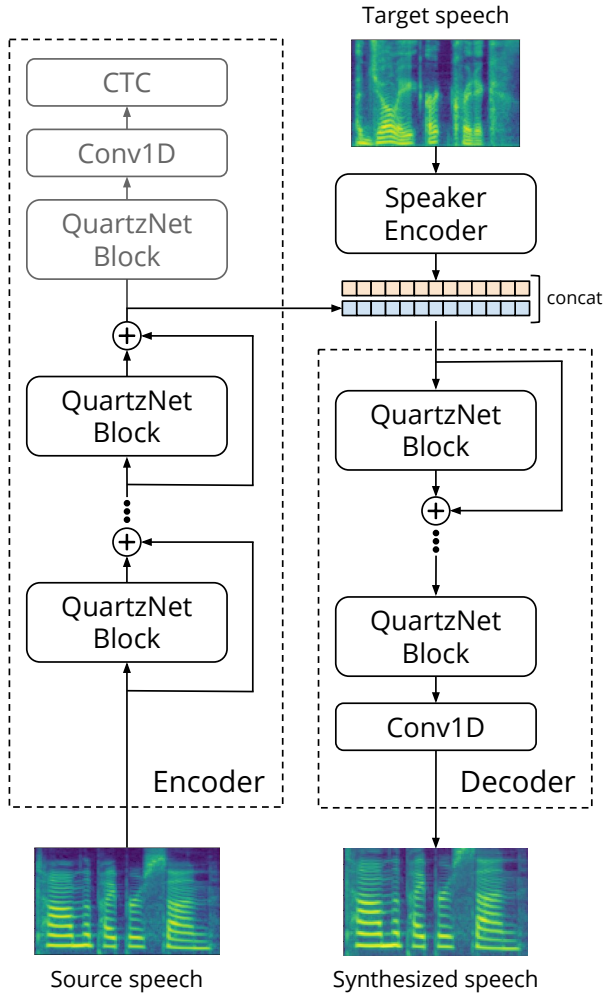 Target speech
CTC
Conv1D
QuartzNet
Block
Speaker
Encoder
concat
+
QuartzNet
Block
QuartzNet
Block
+
+
QuartzNet
Block
QuartzNet
Block
Conv1D
Encoder
Decoder
Source speech
Synthesized speech